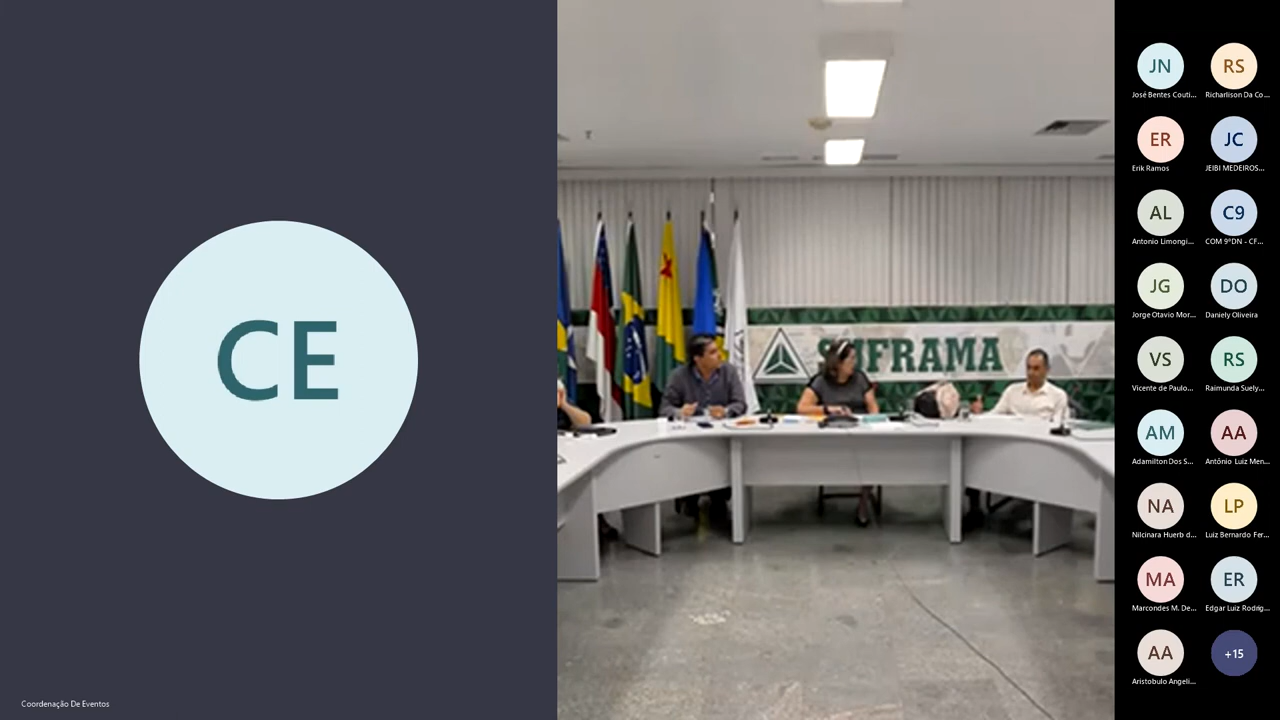 CE
Coordenação De Eventos
SUFRAMA
JN
José Bentes Couti...
RS
Richarlison Da Co...
ER
Erik Ramos
JC
JEIBI MEDEIROS...
AL
Antonio Limongi...
C9
COM 9ºDN - CF...
JG
Jorge Otavio Mor...
DO
Daniely Oliveira
VS
Vicente de Paulo...
RS
Raimunda Suely...
AM
Adamilton Dos S...
AA
Antônio Luiz Men...
NA
Nilcinara Huerb d...
LP
Luiz Bernardo Fer...
MA
Marcondes M. De...
ER
Edgar Luiz Rodrig...
AA
Aristobulo Angeli...
+15